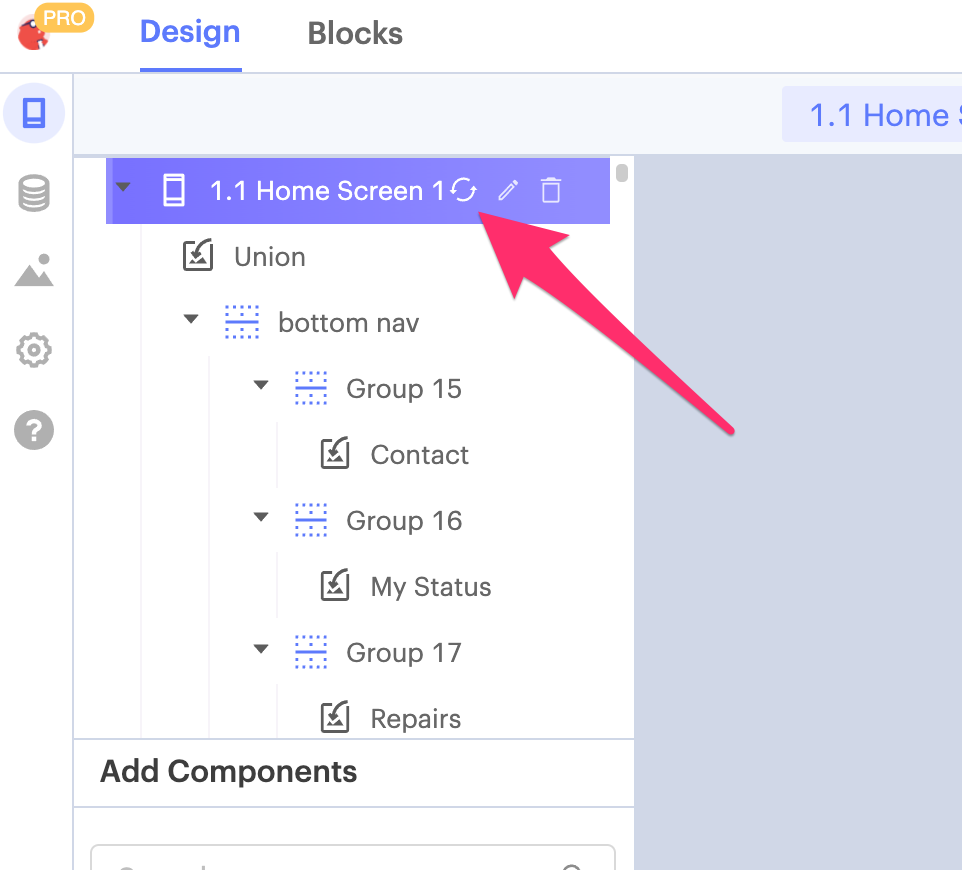 PRO
Design
Blocks
1.1 Home
1.1 Home Screen 1
Union
bottom nav
Group 15
Contact
Group 16
My Status
Group 17
Repairs
?
Add Components